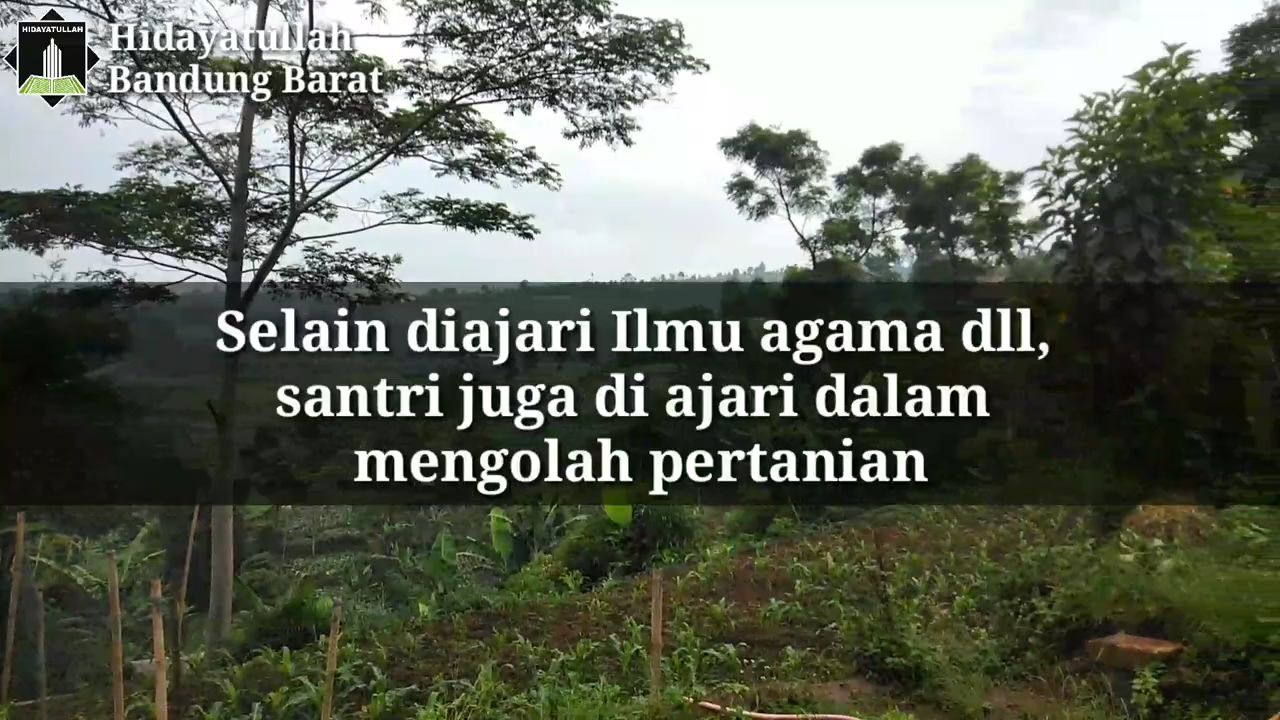 HIDAYATULLAH
Hidayatullah
Bandung Barat
Selain diajari Ilmu agama dll,
santri juga di ajari dalam
mengolah pertanian